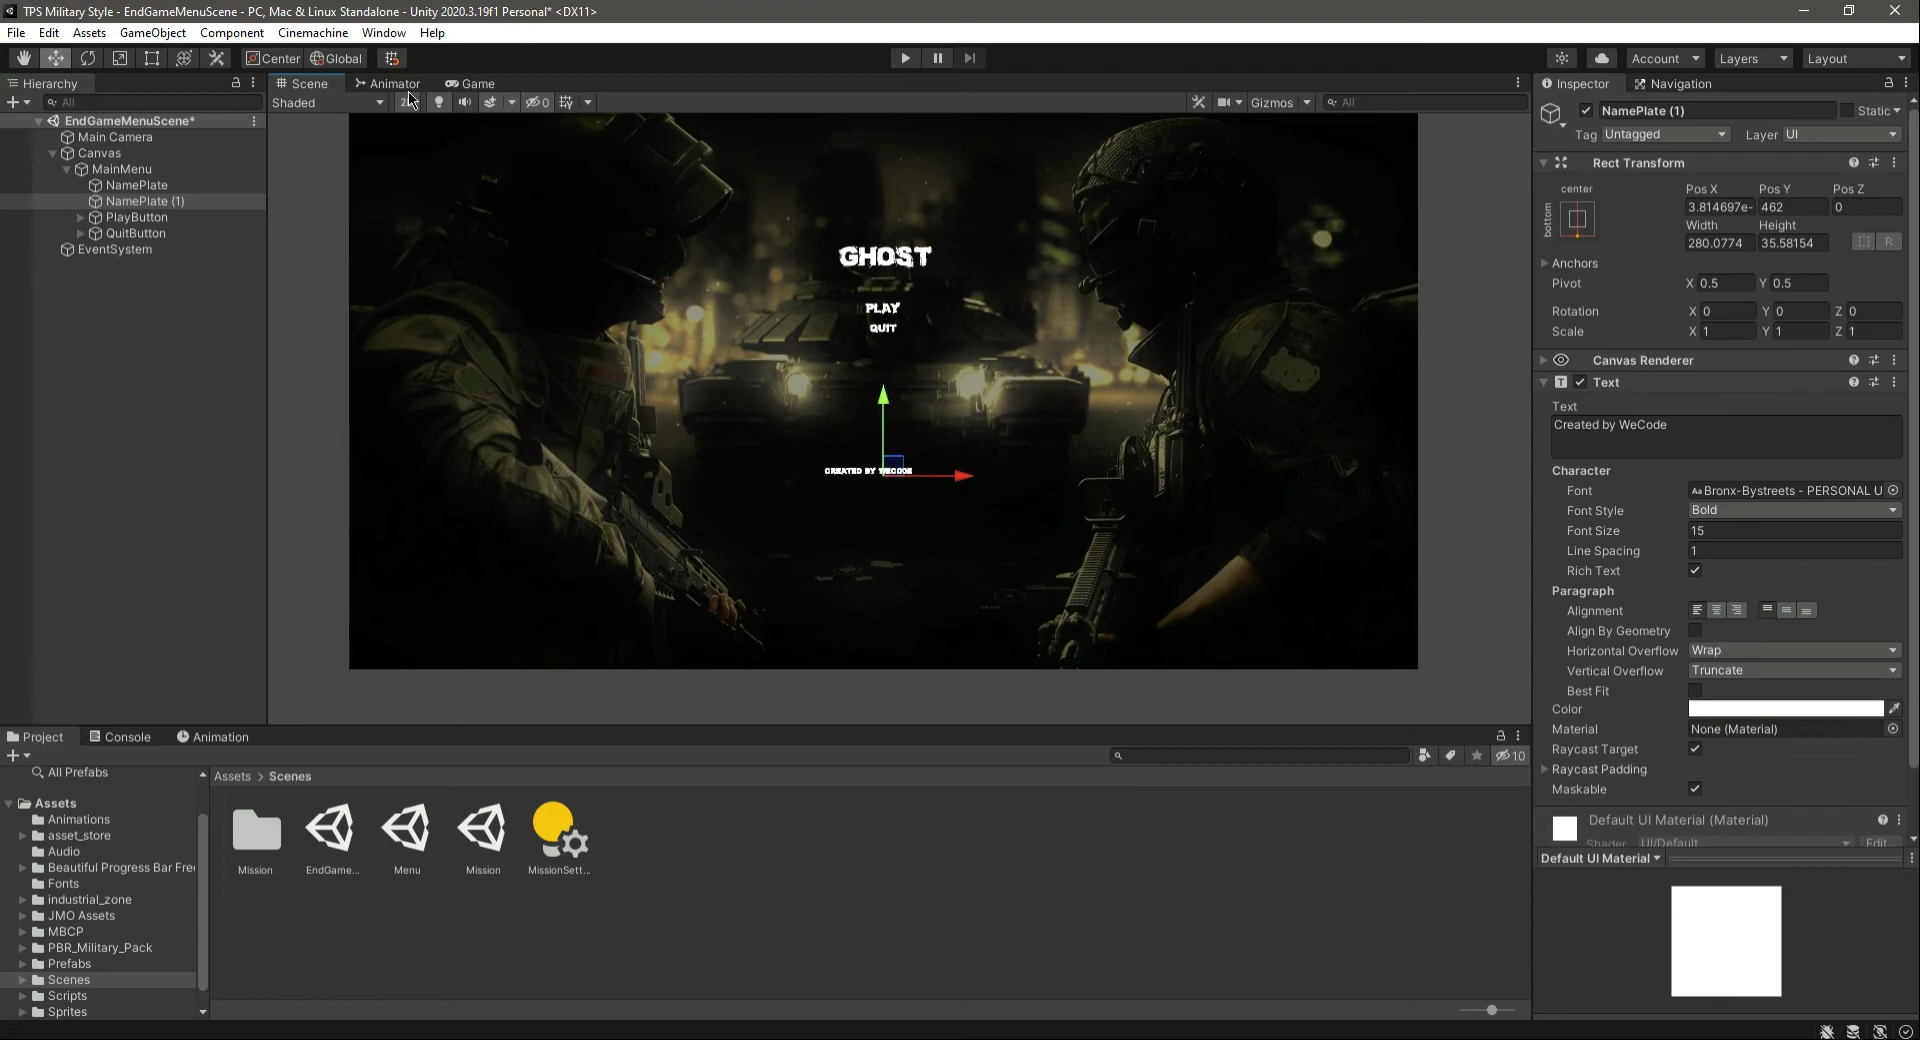 TPS Military Style - EndGameMenuScene - PC, Mac & Linux Standalone - Unity 2020.3.19f1 Personal* <DX11>
File Edit Assets GameObject Component Cinemachine Window Help
Center Global Account Layers Layout
Hierarchy
All
EndGameMenuScene*
Main Camera
Canvas
MainMenu
NamePlate
NamePlate (1)
PlayButton
QuitButton
EventSystem
Scene Animator Game
Shaded 0 Gizmos All
GHOST
PLAY
QUIT
CREATED BY WECODE
Inspector Navigation
NamePlate (1) Static
Tag Untagged Layer UI
Rect Transform
center
bottom
Pos X Pos Y Pos Z
3.814697e- 462 0
Width Height
280.0774 35.58154
R
Anchors
Pivot X 0.5 Y 0.5
Rotation X 0 Y 0 Z 0
Scale X 1 Y 1 Z 1
Canvas Renderer
Text
Text
Created by WeCode
Character
Font Bronx-Bystreets - PERSONAL U
Font Style Bold
Font Size 15
Line Spacing 1
Rich Text
Paragraph
Alignment
Align By Geometry
Horizontal Overflow Wrap
Vertical Overflow Truncate
Best Fit
Color
Material None (Material)
Raycast Target
Raycast Padding
Maskable
Default UI Material (Material)
Shader UI/Default Edit
Default UI Material
Project Console Animation
10
All Prefabs
Assets
Animations
asset_store
Audio
Beautiful Progress Bar Free
Fonts
industrial_zone
JMO Assets
MBCP
PBR_Military_Pack
Prefabs
Scenes
Scripts
Sprites
Assets > Scenes
Mission EndGame... Menu Mission MissionSett...